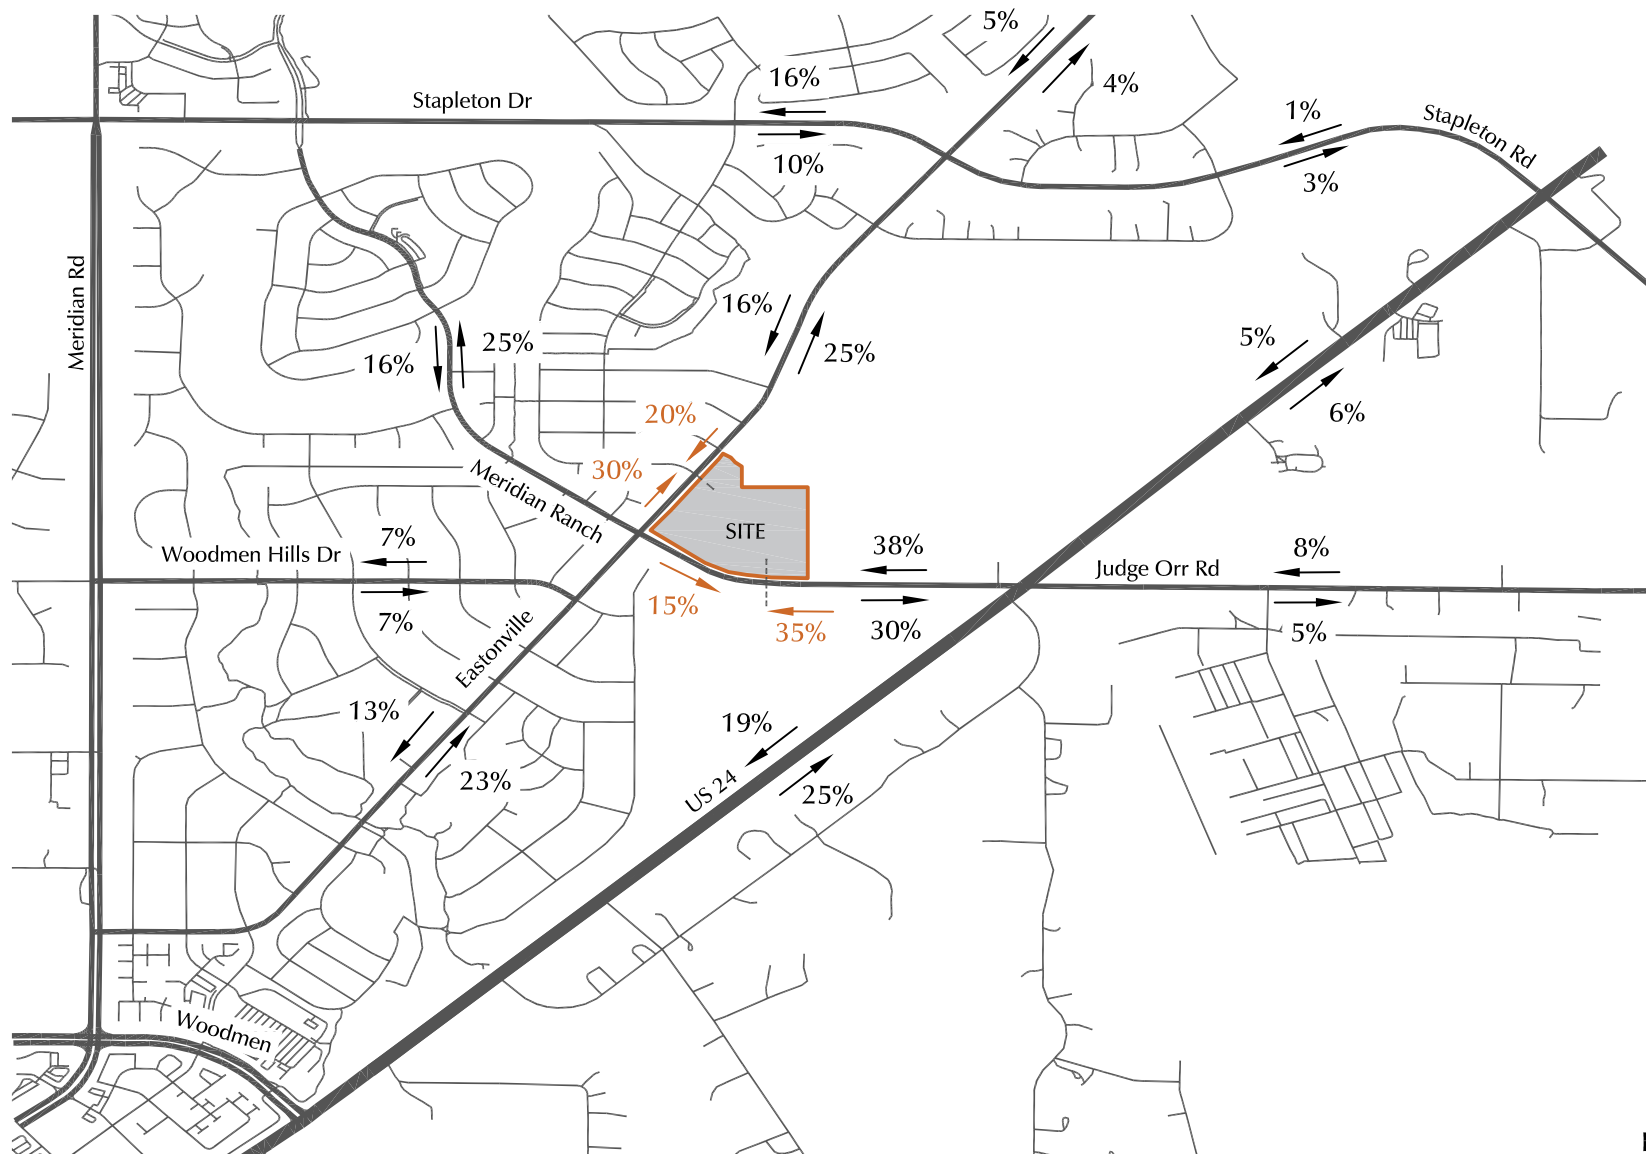 5%
16%
4%
Stapleton Dr
1%
Stapleton Rd
10%
3%
Meridian Rd
16%
25%
16%
25%
5%
6%
20%
30%
Meridian Ranch
SITE
7%
Woodmen Hills Dr
38%
8%
Judge Orr Rd
15%
35%
30%
5%
7%
Eastonville
13%
23%
19%
US 24
25%
Woodmen